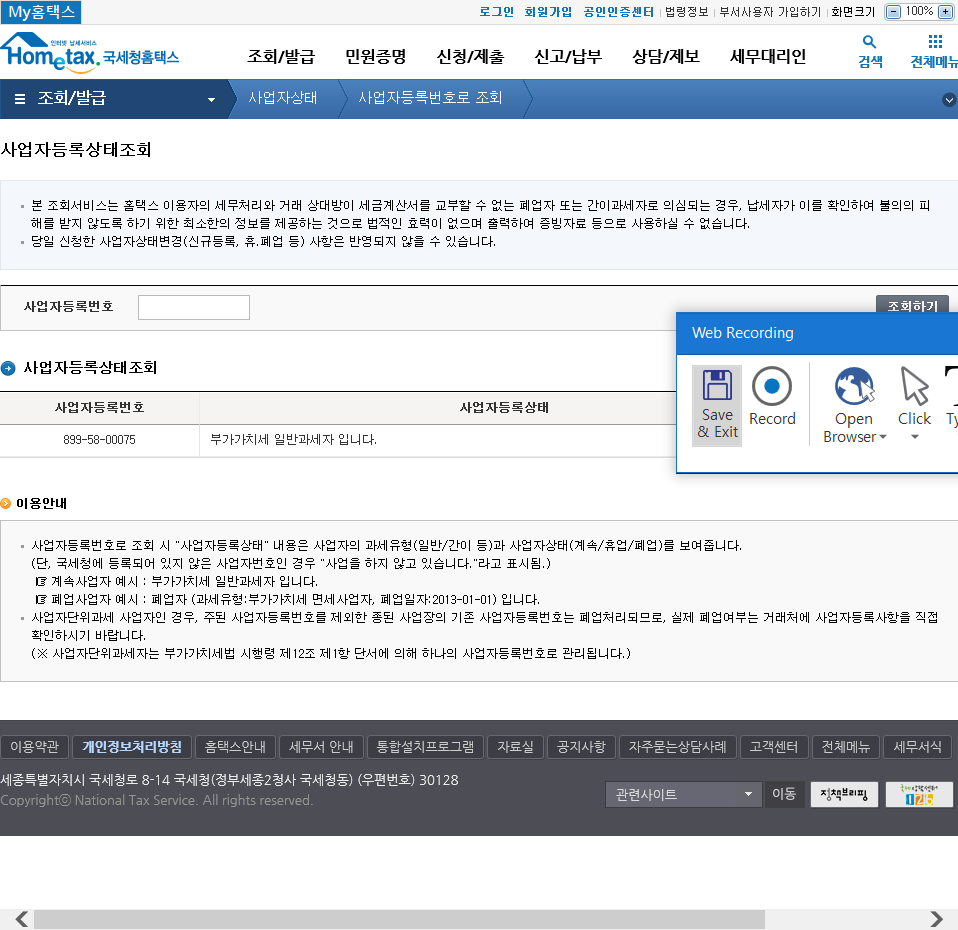 My홈택스
로그인 회원가입 공인인증센터 법령정보 부서사용자 가입하기 화면크기 100%
인터넷 납세서비스
Hometax. 국세청홈택스
조회/발급 민원증명 신청/제출 신고/납부 상담/제보 세무대리인 검색 전체메뉴
조회/발급 사업자상태 사업자등록번호로 조회
사업자등록상태조회
본 조회서비스는 홈택스 이용자의 세무처리와 거래 상대방이 세금계산서를 교부할 수 없는 폐업자 또는 간이과세자로 의심되는 경우, 납세자가 이를 확인하여 불의의 피
해를 받지 않도록 하기 위한 최소한의 정보를 제공하는 것으로 법적인 효력이 없으며 출력하여 증빙자료 등으로 사용하실 수 없습니다.
당일 신청한 사업자상태변경(신규등록, 휴.폐업 등) 사항은 반영되지 않을 수 있습니다.
사업자등록번호 조회하기
Web Recording
Save & Exit
Record
Open Browser
Click
Ty
사업자등록상태조회
사업자등록번호 사업자등록상태
899-58-00075 부가가치세 일반과세자 입니다.
이용안내
사업자등록번호로 조회 시 "사업자등록상태" 내용은 사업자의 과세유형(일반/간이 등)과 사업자상태(계속/휴업/폐업)를 보여줍니다.
(단, 국세청에 등록되어 있지 않은 사업자번호인 경우 "사업을 하지 않고 있습니다."라고 표시됨.)
☞ 계속사업자 예시 : 부가가치세 일반과세자 입니다.
☞ 폐업사업자 예시 : 폐업자 (과세유형:부가가치세 면세사업자, 폐업일자:2013-01-01) 입니다.
사업자단위과세 사업자인 경우, 주된 사업자등록번호를 제외한 종된 사업장의 기존 사업자등록번호는 폐업처리되므로, 실제 폐업여부는 거래처에 사업자등록사항을 직접
확인하시기 바랍니다.
(※ 사업자단위과세자는 부가가치세법 시행령 제12조 제1항 단서에 의해 하나의 사업자등록번호로 관리됩니다.)
이용약관 개인정보처리방침 홈택스안내 세무서 안내 통합설치프로그램 자료실 공지사항 자주묻는상담사례 고객센터 전체메뉴 세무서식
세종특별자치시 국세청로 8-14 국세청(정부세종2청사 국세청동) (우편번호) 30128
Copyrightⓒ National Tax Service. All rights reserved.
관련사이트 이동 정책브리핑 국세상담센터 126